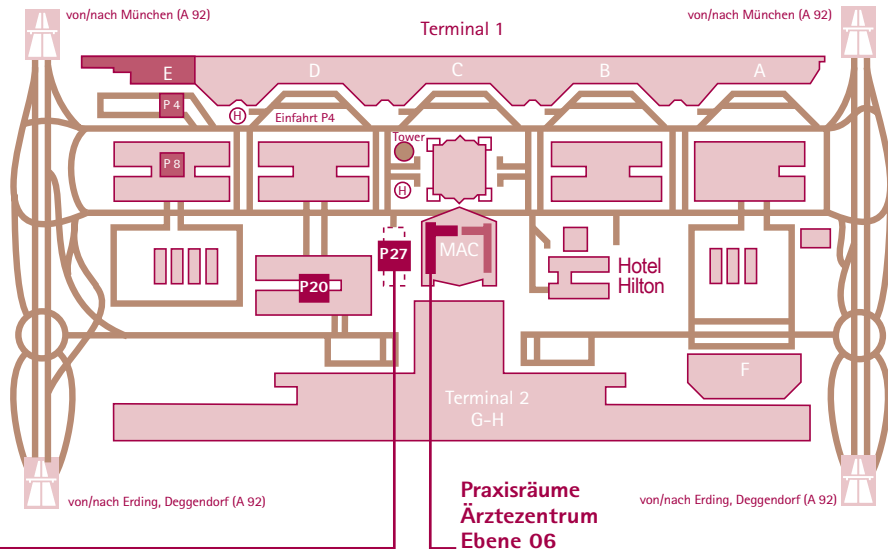 von/nach München (A 92)
von/nach München (A 92)
Terminal 1
E
D
C
B
A
P 4
H
Einfahrt P4
Tower
P 8
H
MAC
P27
Hotel
Hilton
P20
F
Terminal 2
G-H
von/nach Erding, Deggendorf (A 92)
von/nach Erding, Deggendorf (A 92)
Praxisräume
Ärztezentrum
Ebene 06